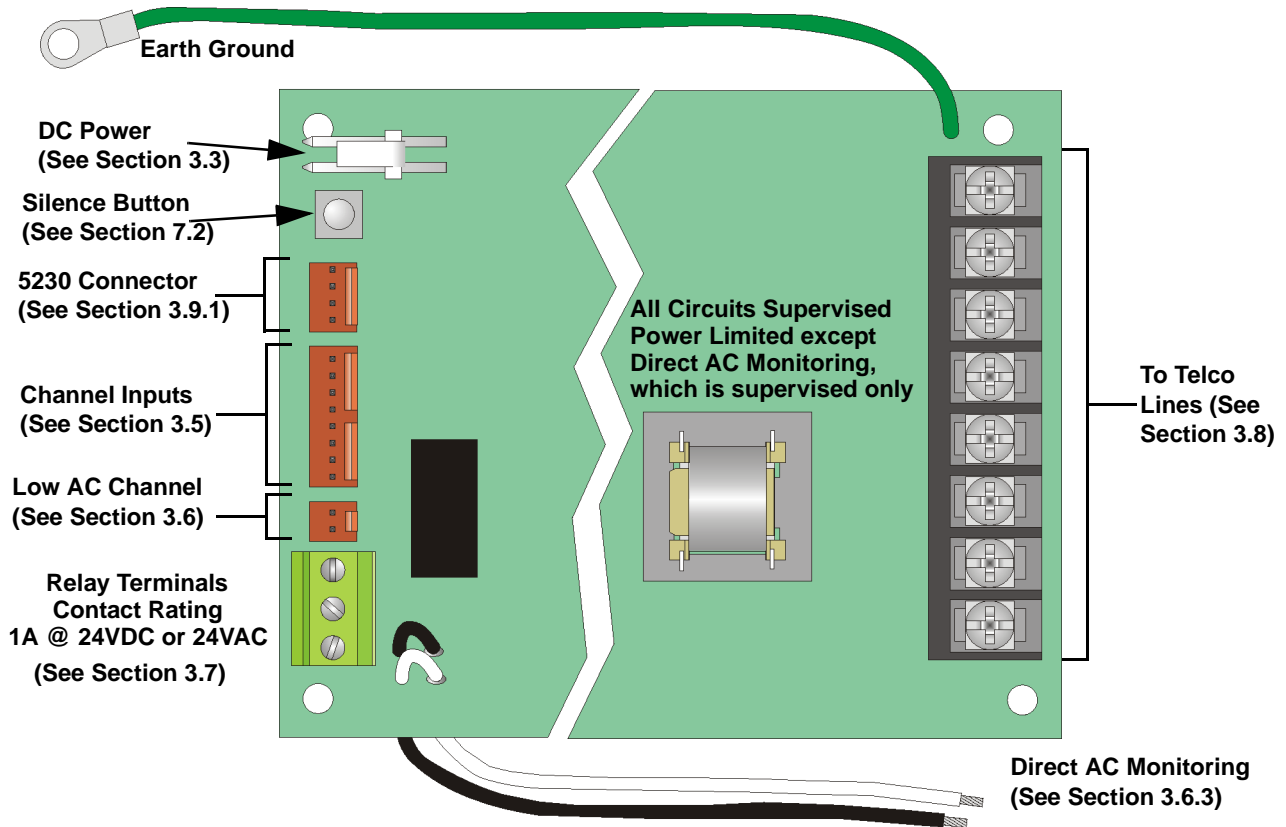 Earth Ground
DC Power
(See Section 3.3)
Silence Button
(See Section 7.2)
5230 Connector
(See Section 3.9.1)
Channel Inputs
(See Section 3.5)
Low AC Channel
(See Section 3.6)
Relay Terminals
Contact Rating
1A @ 24VDC or 24VAC
(See Section 3.7)
All Circuits Supervised
Power Limited except
Direct AC Monitoring,
which is supervised only
To Telco
Lines (See
Section 3.8)
Direct AC Monitoring
(See Section 3.6.3)